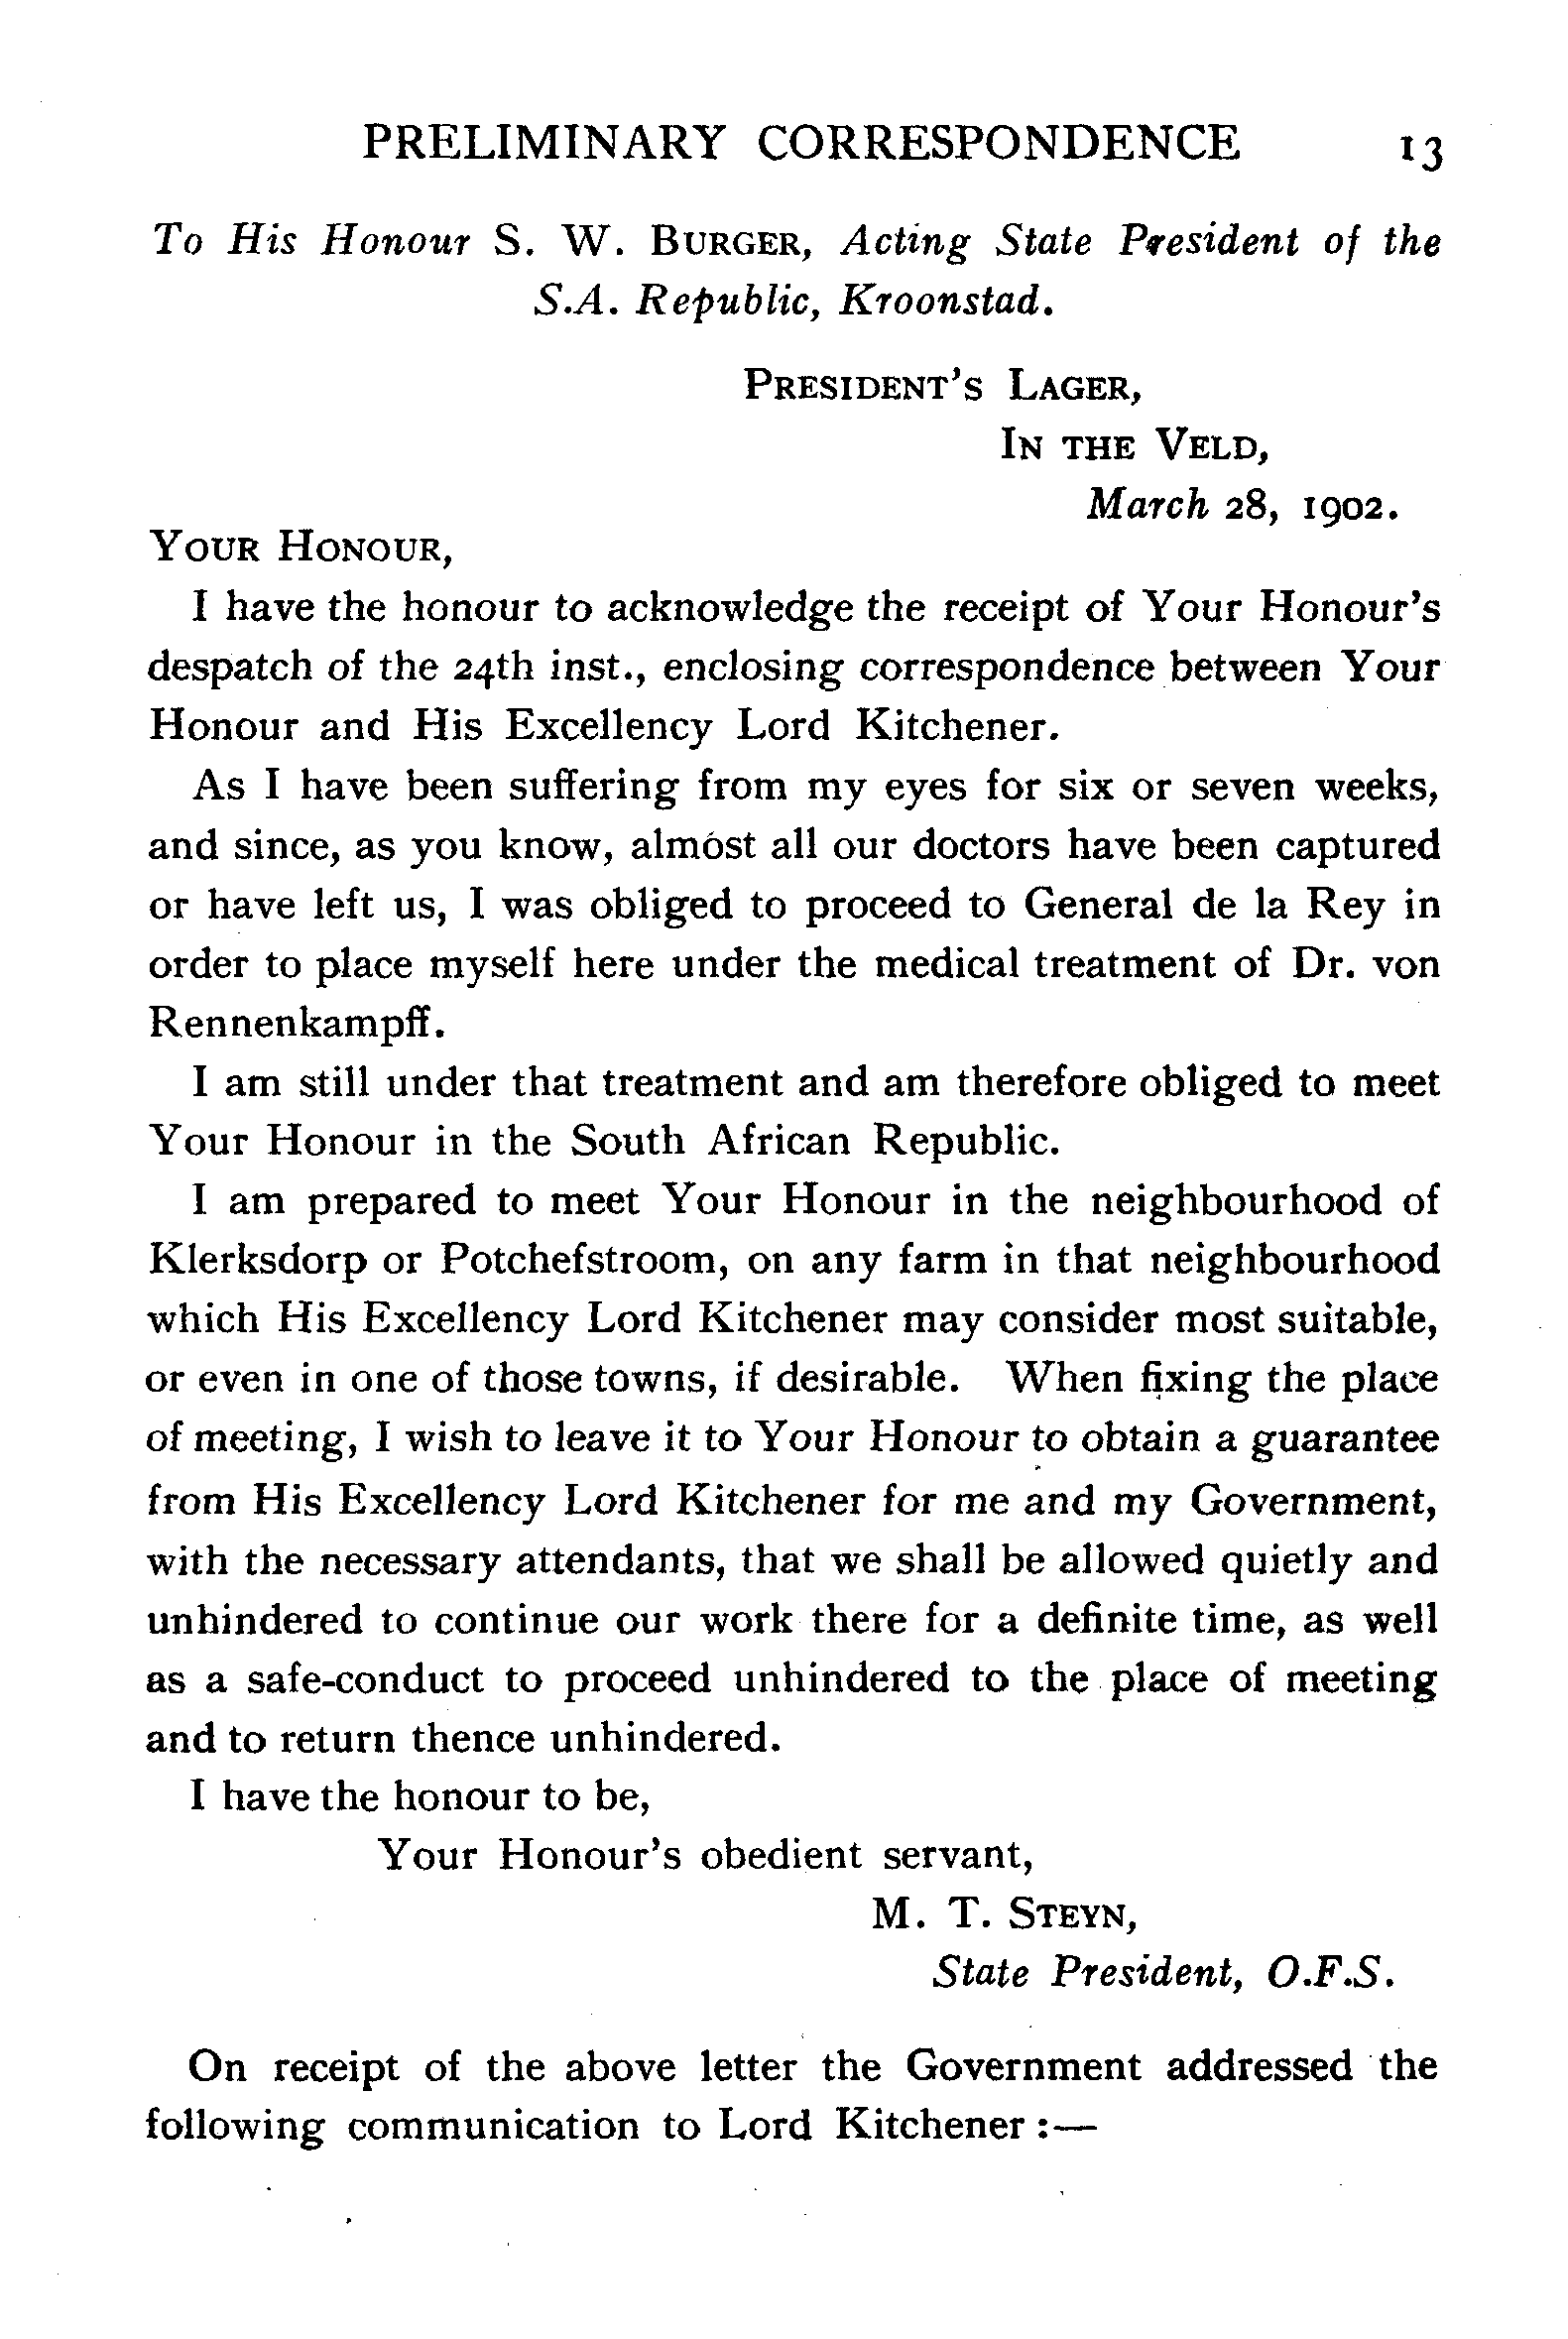 PRELIMINARY CORRESPONDENCE 13
To His Honour S. W. BURGER, Acting State President of the
S.A. Republic, Kroonstad.
PRESIDENT'S LAGER,
IN THE VELD,
March 28, 1902.
YOUR HONOUR,
I have the honour to acknowledge the receipt of Your Honour's
despatch of the 24th inst., enclosing correspondence between Your
Honour and His Excellency Lord Kitchener.
As I have been suffering from my eyes for six or seven weeks,
and since, as you know, almost all our doctors have been captured
or have left us, I was obliged to proceed to General de la Rey in
order to place myself here under the medical treatment of Dr. von
Rennenkampff.
I am still under that treatment and am therefore obliged to meet
Your Honour in the South African Republic.
I am prepared to meet Your Honour in the neighbourhood of
Klerksdorp or Potchefstroom, on any farm in that neighbourhood
which His Excellency Lord Kitchener may consider most suitable,
or even in one of those towns, if desirable. When fixing the place
of meeting, I wish to leave it to Your Honour to obtain a guarantee
from His Excellency Lord Kitchener for me and my Government,
with the necessary attendants, that we shall be allowed quietly and
unhindered to continue our work there for a definite time, as well
as a safe-conduct to proceed unhindered to the place of meeting
and to return thence unhindered.
I have the honour to be,
Your Honour's obedient servant,
M. T. STEYN,
State President, O.F.S.
On receipt of the above letter the Government addressed the
following communication to Lord Kitchener :—